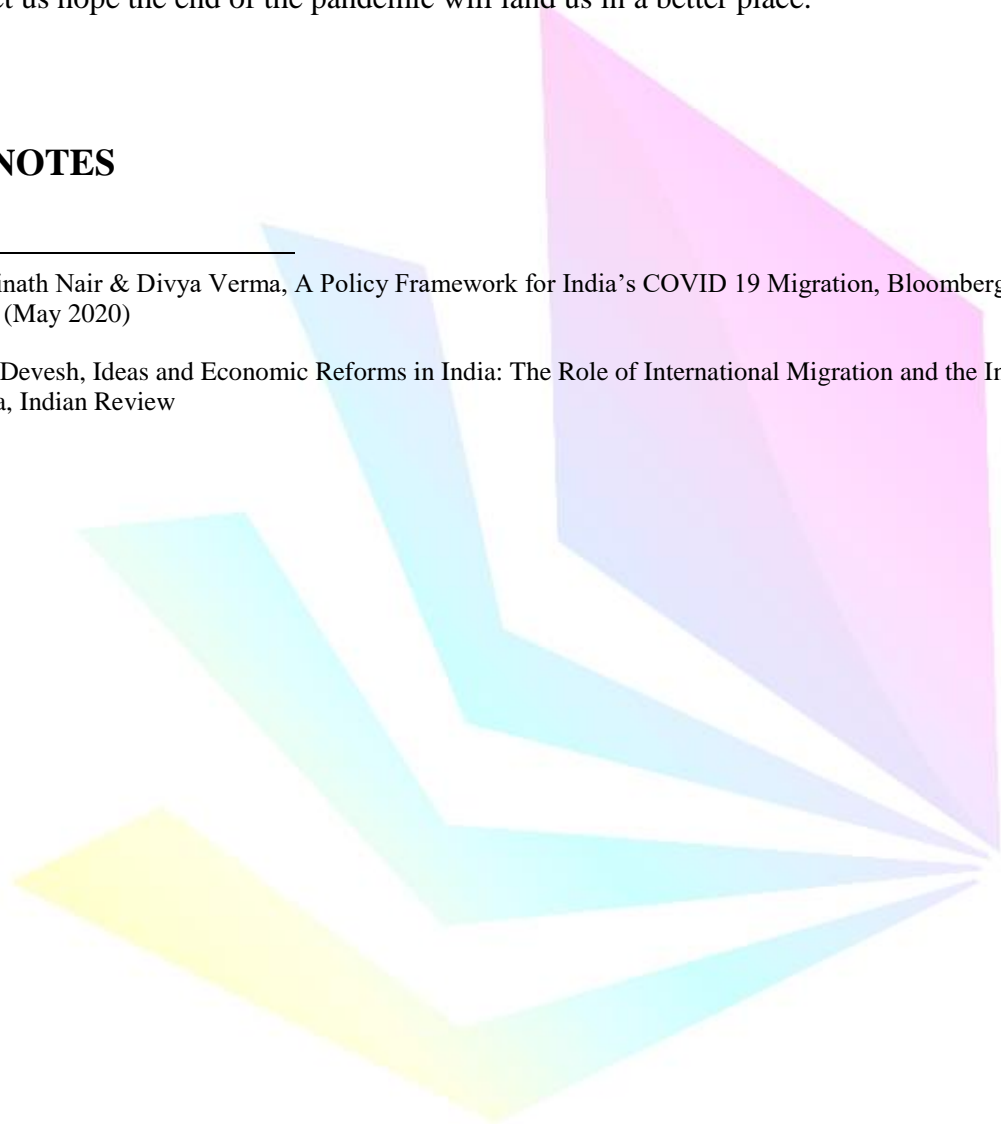 t us hope the end of the pandemic will land us in a better place.
NOTES
inath Nair & Divya Verma, A Policy Framework for India’s COVID 19 Migration, Bloomberg
(May 2020)
Devesh, Ideas and Economic Reforms in India: The Role of International Migration and the In
a, Indian Review